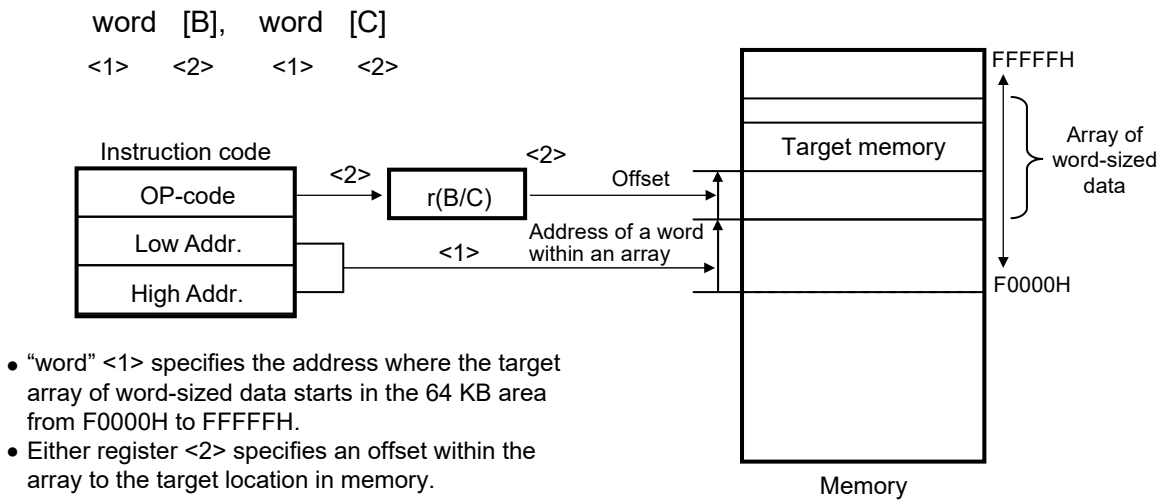 word [B], word [C]
<1> <2> <1> <2>
Instruction code
OP-code
Low Addr.
High Addr.
<2>
r(B/C)
<2>
Offset
<1>
Address of a word
within an array
Target memory
FFFFFH
Array of
word-sized
data
F0000H
Memory
• “word” <1> specifies the address where the target
array of word-sized data starts in the 64 KB area
from F0000H to FFFFFH.
• Either register <2> specifies an offset within the
array to the target location in memory.